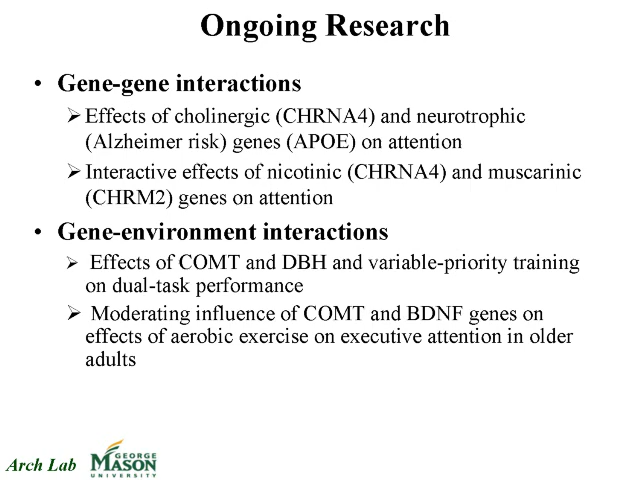 Ongoing Research
• Gene-gene interactions
➢ Effects of cholinergic (CHRNA4) and neurotrophic
(Alzheimer risk) genes (APOE) on attention
➢ Interactive effects of nicotinic (CHRNA4) and muscarinic
(CHRM2) genes on attention
• Gene-environment interactions
➢ Effects of COMT and DBH and variable-priority training
on dual-task performance
➢ Moderating influence of COMT and BDNF genes on
effects of aerobic exercise on executive attention in older
adults
Arch Lab
GEORGE
MASON
UNIVERSITY